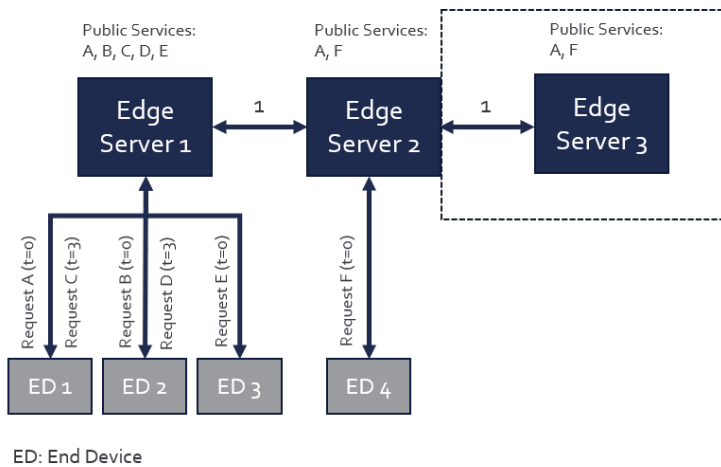 Public Services:
A, B, C, D, E
Public Services:
A, F
Public Services:
A, F
Edge
Server 1
1
Edge
Server 2
1
Edge
Server 3
Request A (t=0)
Request C (t=3)
Request B (t=0)
Request D (t=3)
Request E (t=0)
Request F (t=0)
ED 1
ED 2
ED 3
ED 4
ED: End Device